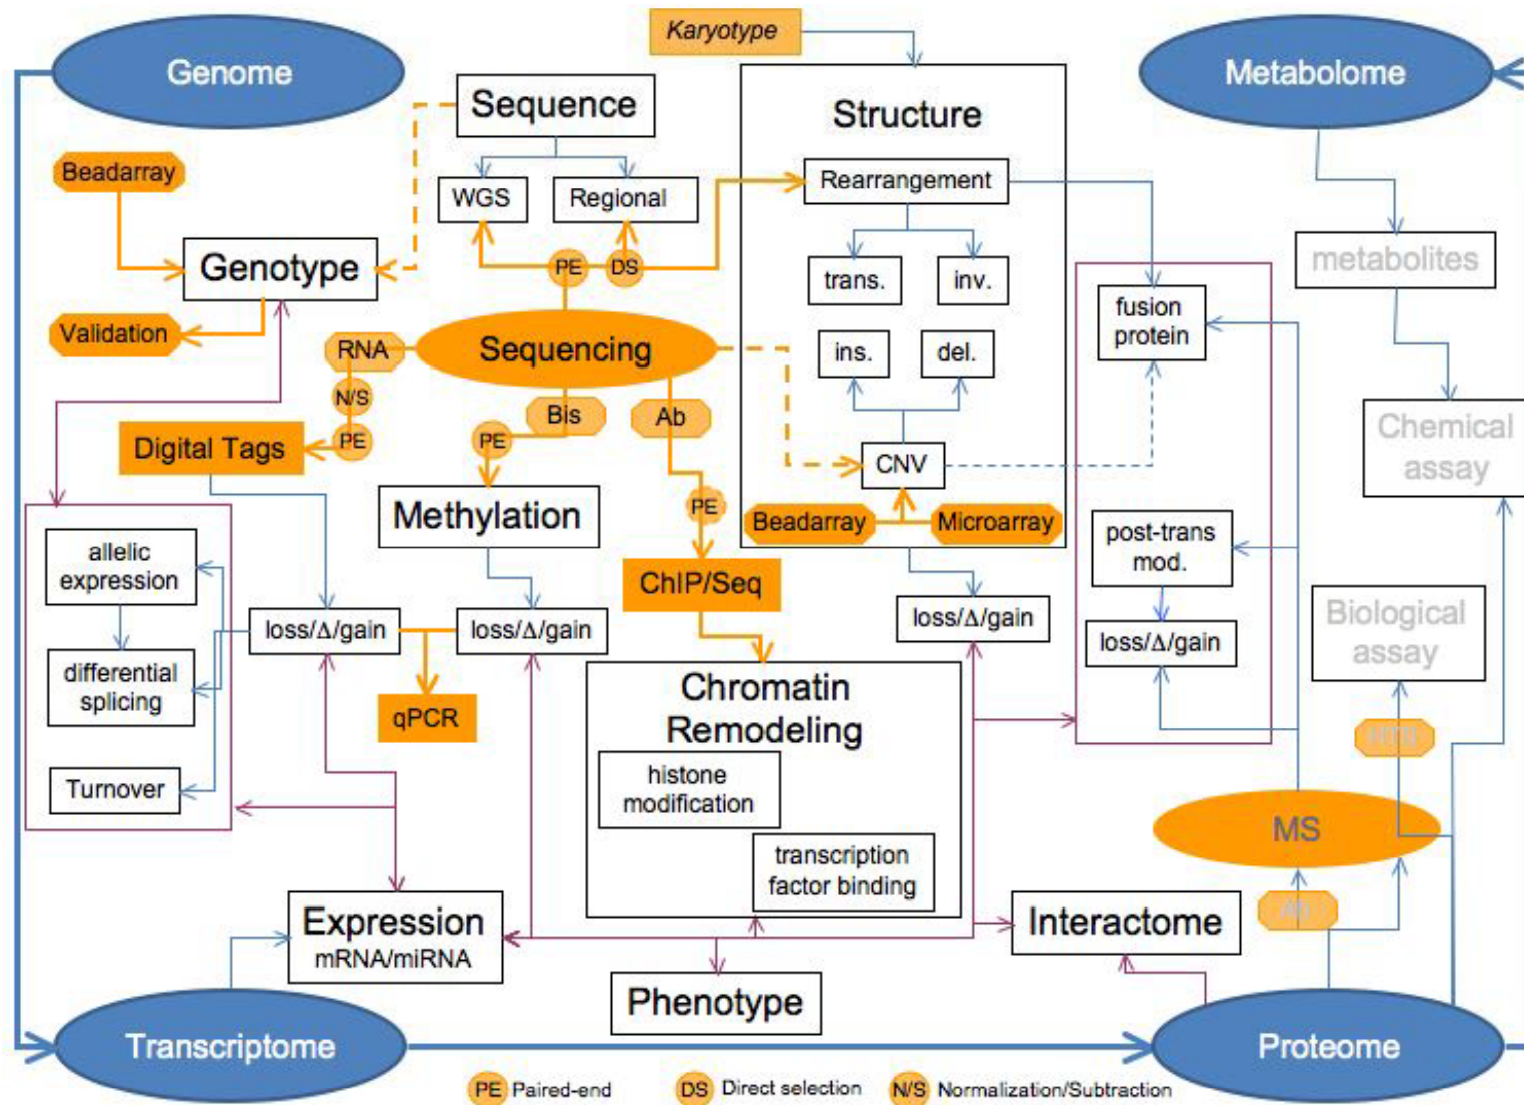 Karyotype
Genome
Metabolome
Sequence
Structure
Beadarray
WGS
Regional
Rearrangement
Genotype
PE
DS
trans.
inv.
metabolites
fusion
protein
Validation
RNA
Sequencing
ins.
del.
N/S
Bis
Ab
Digital Tags
PE
PE
CNV
Chemical
assay
Methylation
PE
Beadarray
Microarray
allelic
expression
post-trans
mod.
ChIP/Seq
loss/Δ/gain
loss/Δ/gain
loss/Δ/gain
loss/Δ/gain
Biological
assay
differential
splicing
qPCR
Chromatin
Remodeling
HTS
Turnover
histone
modification
MS
transcription
factor binding
Ab
Expression
mRNA/miRNA
Interactome
Phenotype
Transcriptome
Proteome
PE Paired-end
DS Direct selection
N/S Normalization/Subtraction